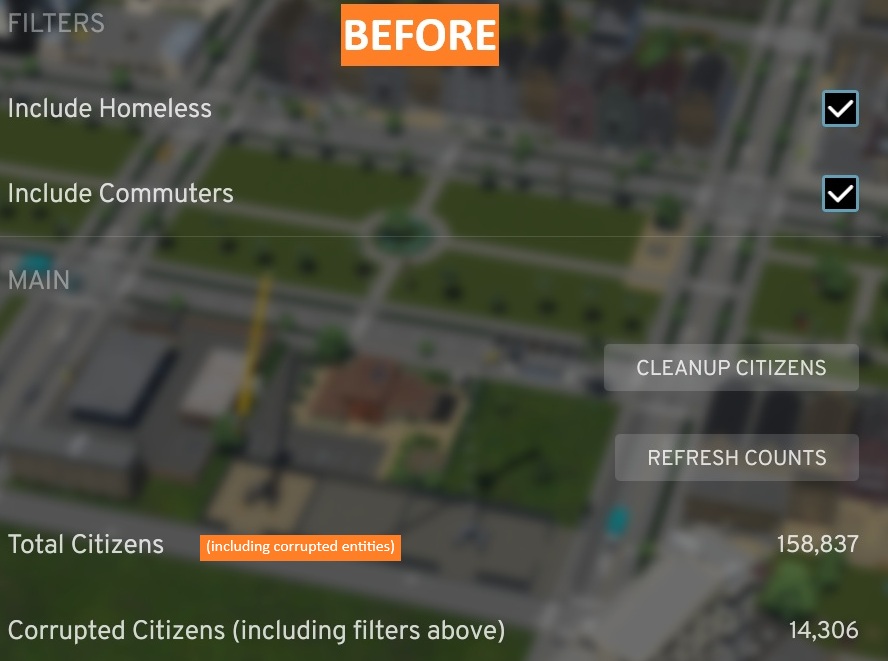 FILTERS
BEFORE
Include Homeless
Include Commuters
MAIN
CLEANUP CITIZENS
REFRESH COUNTS
Total Citizens (including corrupted entities) 158,837
Corrupted Citizens (including filters above) 14,306